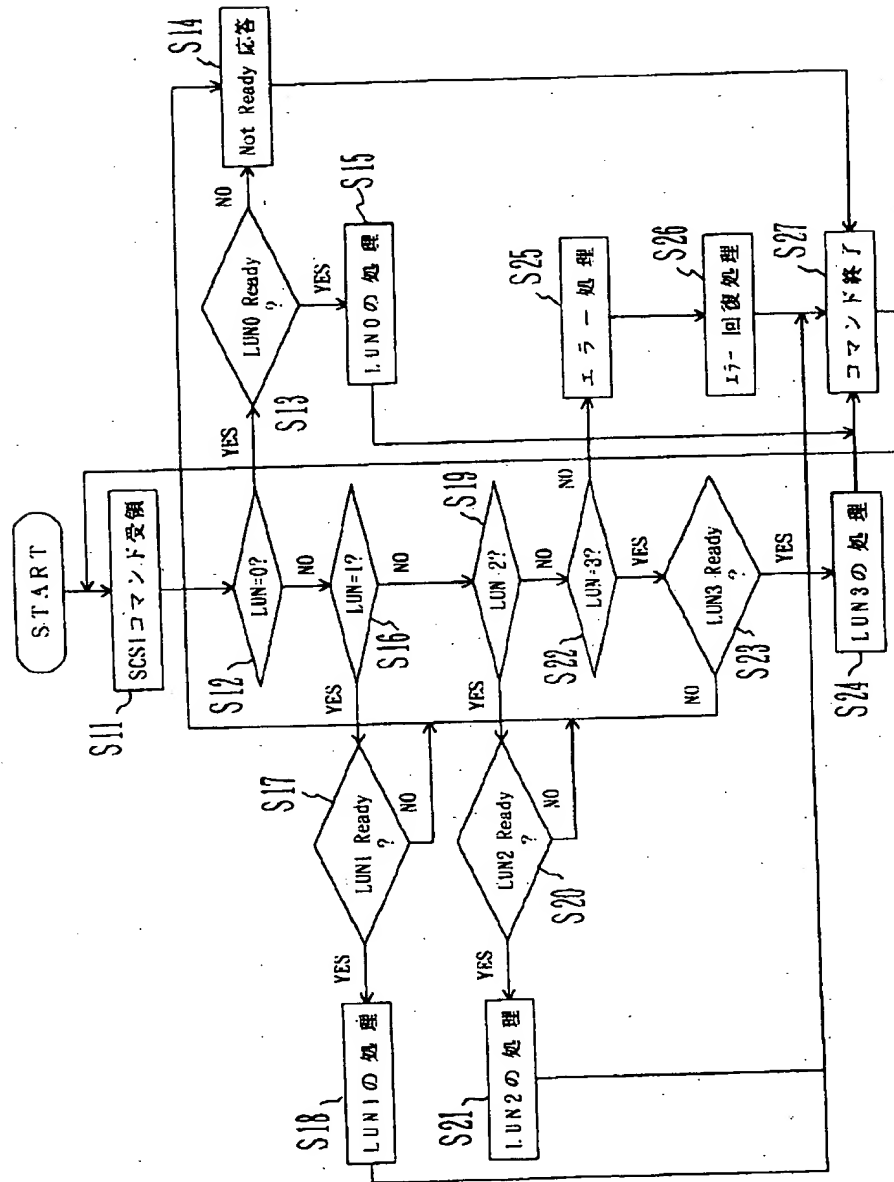 START
S11
SCSIコマンド受領
S12
LUN=0?
YES
NO
S13
LUN0 Ready
?
NO
YES
S14
Not Ready 応答
S15
LUN0の処理
S16
LUN=1?
YES
NO
S17
LUN1 Ready
?
YES
NO
S18
LUN1の処理
S19
LUN=2?
YES
NO
S20
LUN2 Ready
?
YES
NO
S21
LUN2の処理
S22
LUN=3?
NO
YES
S23
LUN3 Ready
?
NO
YES
S24
LUN3の処理
S25
エラー処理
S26
エラー回復処理
S27
コマンド終了